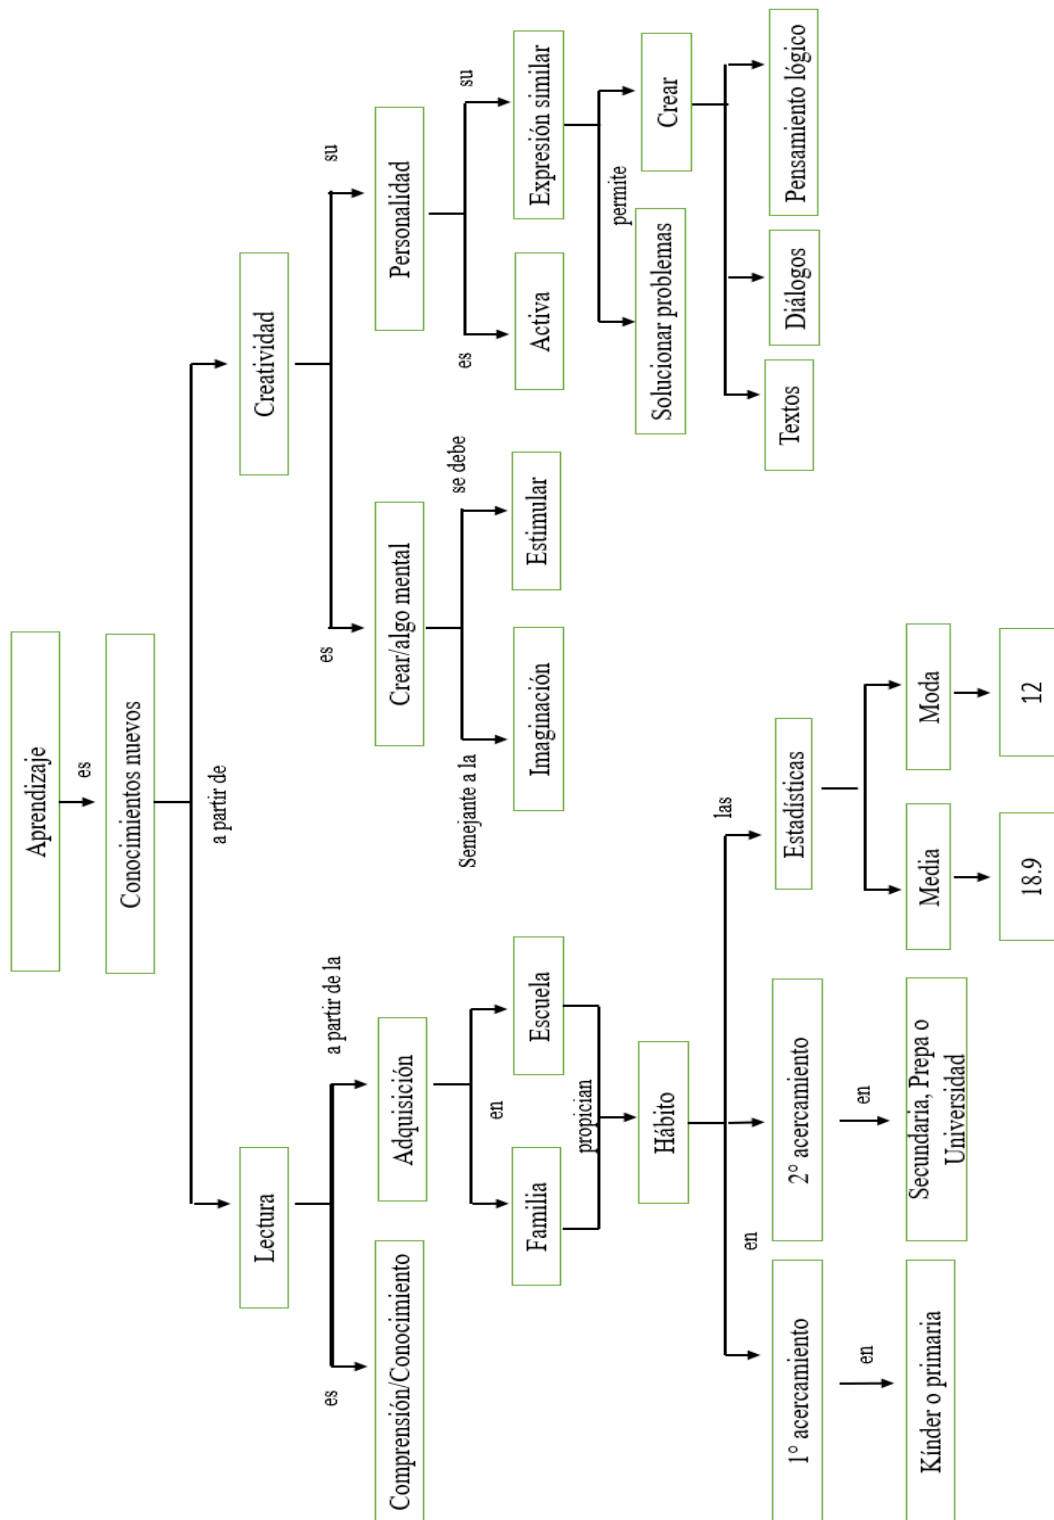 Aprendizaje
es
Conocimientos nuevos
a partir de
Lectura
Creatividad
es
a partir de la
es
su
Comprensión/Conocimiento
Adquisición
Crear/algo mental
Personalidad
en
Semejante a la
se debe
es
su
Familia
Escuela
Imaginación
Estimular
Activa
Expresión similar
propician
permite
Hábito
Solucionar problemas
Crear
en
las
1° acercamiento
2° acercamiento
Estadísticas
Textos
Diálogos
Pensamiento lógico
en
en
Kínder o primaria
Secundaria, Prepa o
Universidad
Media
Moda
18.9
12